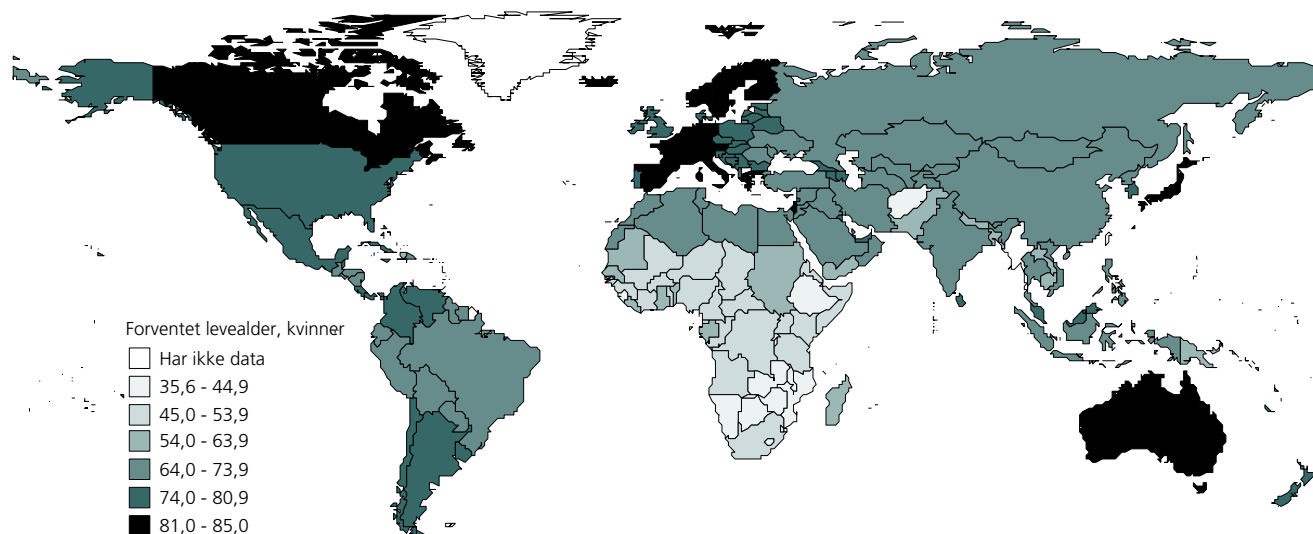 Forventet levealder, kvinner
Har ikke data
35,6 - 44,9
45,0 - 53,9
54,0 - 63,9
64,0 - 73,9
74,0 - 80,9
81,0 - 85,0